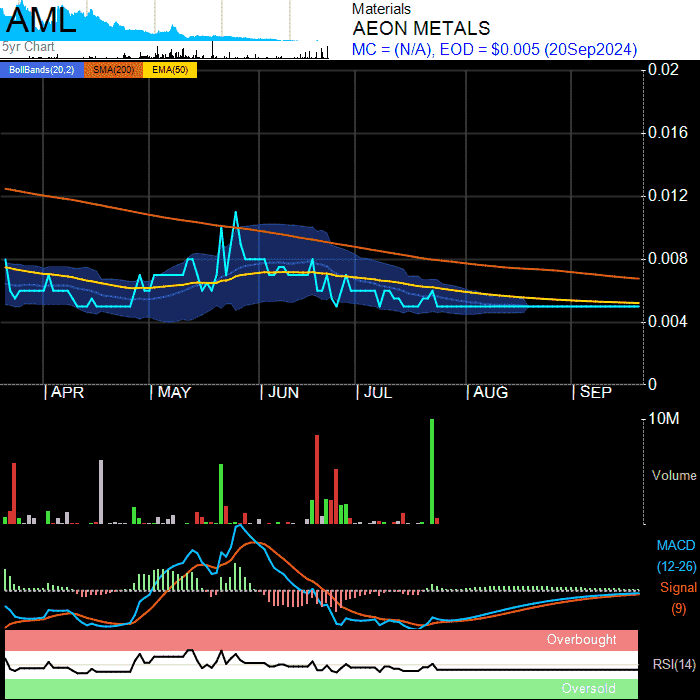 AML
5yr Chart
Materials
AEON METALS
MC = (N/A), EOD = $0.005 (20Sep2024)
BollBands(20,2) SMA(200) EMA(50)
0.02
0.016
0.012
0.008
0.004
0
APR MAY JUN JUL AUG SEP
10M
Volume
MACD
(12-26)
Signal
(9)
Overbought
RSI(14)
Oversold